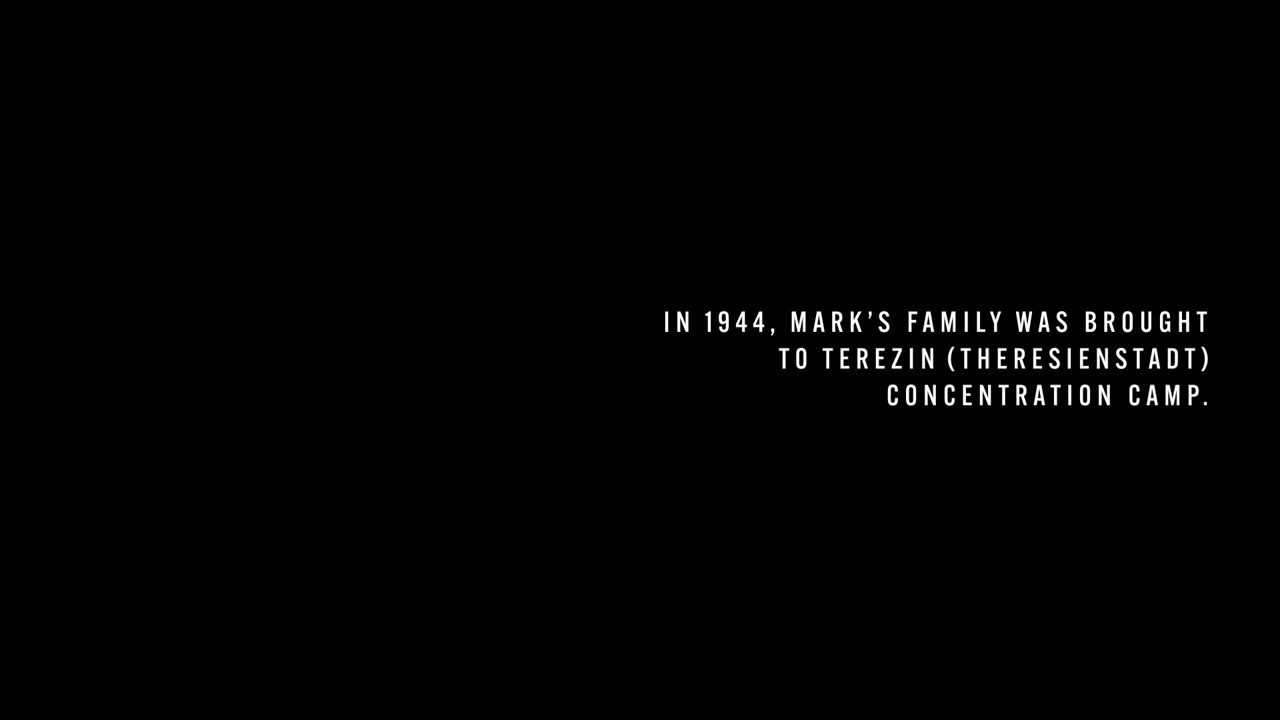 IN 1944, MARK’S FAMILY WAS BROUGHT
TO TEREZIN (THERESIENSTADT)
CONCENTRATION CAMP.